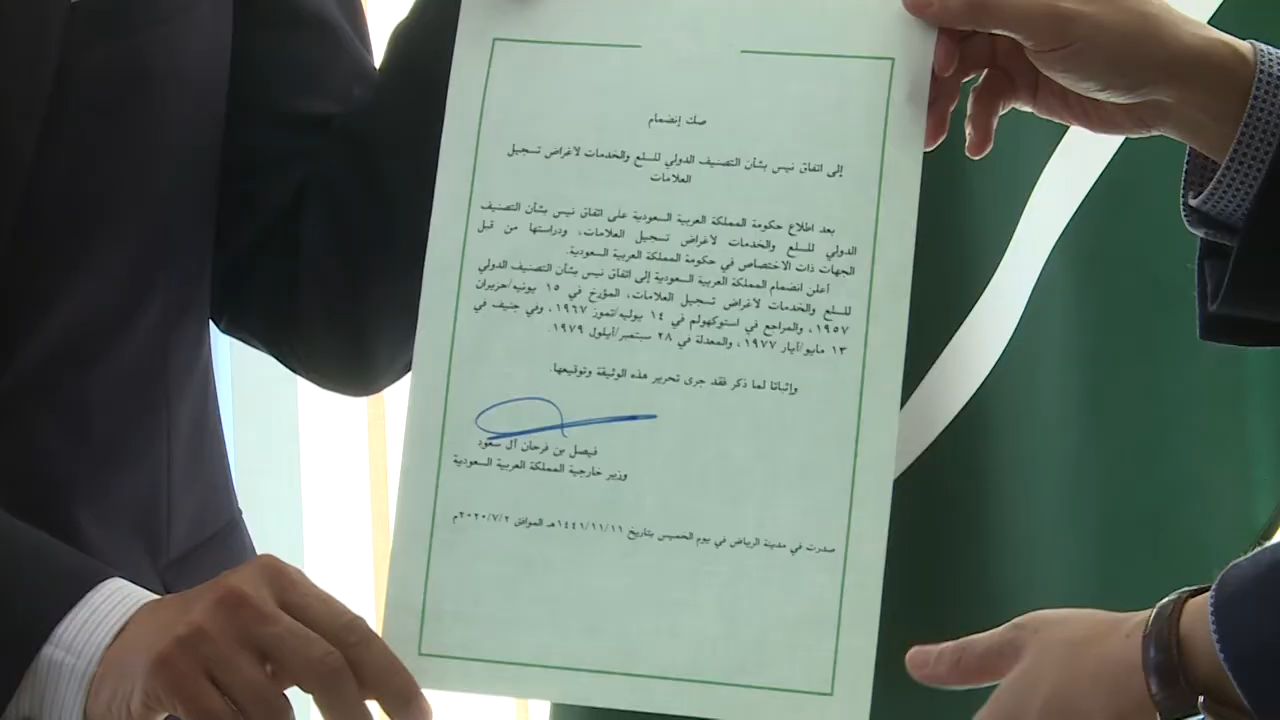 صك إنضمام
إلى اتفاق نيس بشأن التصنيف الدولي للسلع والخدمات لأغراض تسجيل
العلامات
بعد اطلاع حكومة المملكة العربية السعودية على اتفاق نيس بشأن التصنيف
الدولي للسلع والخدمات لأغراض تسجيل العلامات، ودراستها من قبل
الجهات ذات الاختصاص في حكومة المملكة العربية السعودية.
أعلن انضمام المملكة العربية السعودية إلى اتفاق نيس بشأن التصنيف الدولي
للسلع والخدمات لأغراض تسجيل العلامات، المؤرخ في ١٥ يونيه/حزيران
١٩٥٧، والمراجع في استوكهولم في ١٤ يوليه/تموز ١٩٦٧، وفي جنيف في
١٣ مايو/أيار ١٩٧٧، والمعدلة في ٢٨ سبتمبر/أيلول ١٩٧٩.
وإثباتا لما ذكر فقد جرى تحرير هذه الوثيقة وتوقيعها.
فيصل بن فرحان آل سعود
وزير خارجية المملكة العربية السعودية
صدرت في مدينة الرياض في يوم الخميس بتاريخ ١٤٤١/١١/١١هـ الموافق ٢٠٢٠/٧/٢م